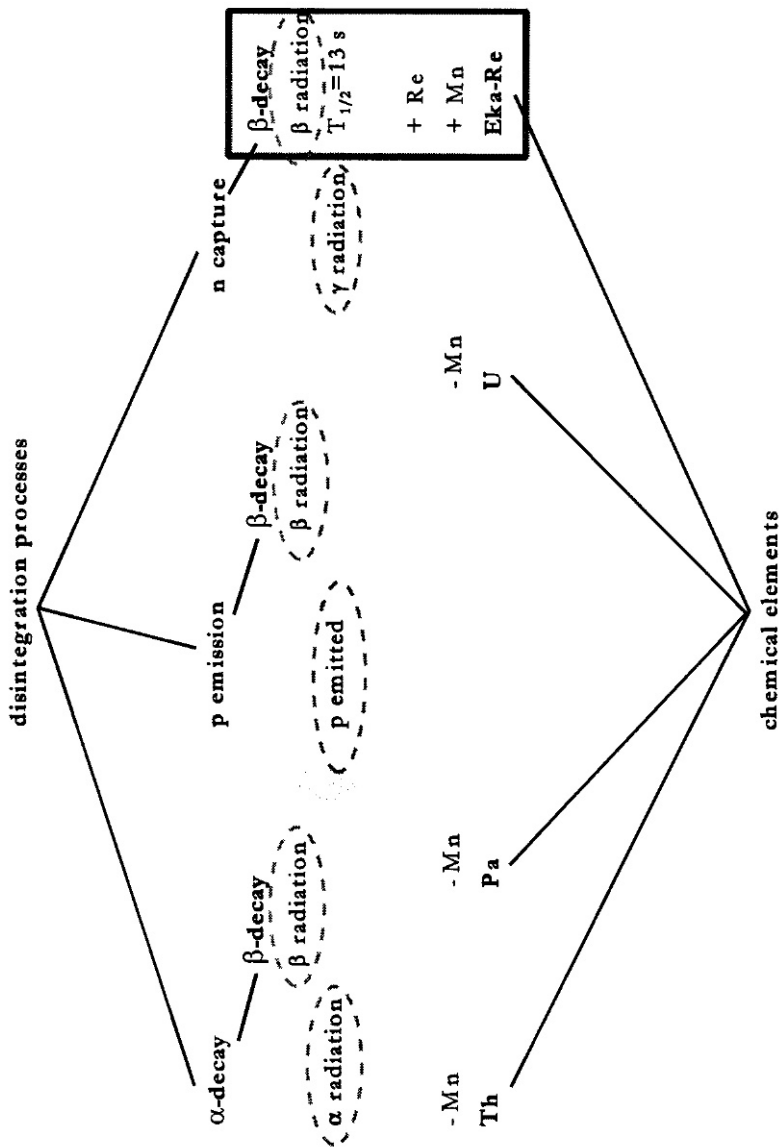 disintegration processes
α-decay
β-decay
α radiation
β radiation
p emission
β-decay
p emitted
β radiation
n capture
β-decay
γ radiation
β radiation
T1/2=13 s
- Mn
Th
- Mn
Pa
- Mn
U
+ Re
+ Mn
Eka-Re
chemical elements